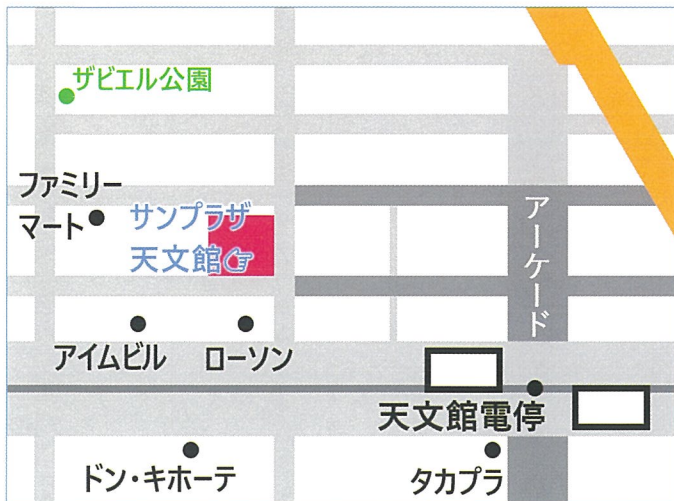 ザビエル公園
ファミリー
マート
サンプラザ
天文館☞
アーケード
アイムビル
ローソン
天文館電停
ドン・キホーテ
タカプラ